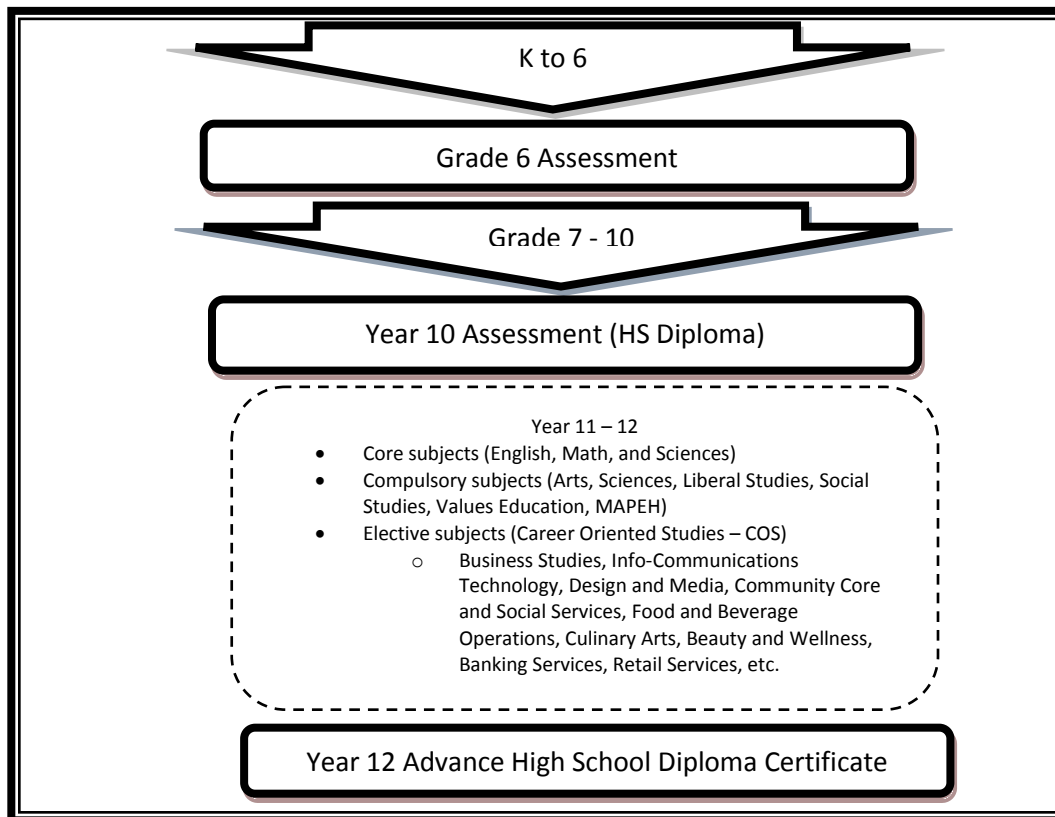 K to 6
Grade 6 Assessment
Grade 7 - 10
Year 10 Assessment (HS Diploma)
Year 11 – 12
• Core subjects (English, Math, and Sciences)
• Compulsory subjects (Arts, Sciences, Liberal Studies, Social
Studies, Values Education, MAPEH)
• Elective subjects (Career Oriented Studies – COS)
o Business Studies, Info-Communications
Technology, Design and Media, Community Core
and Social Services, Food and Beverage
Operations, Culinary Arts, Beauty and Wellness,
Banking Services, Retail Services, etc.
Year 12 Advance High School Diploma Certificate